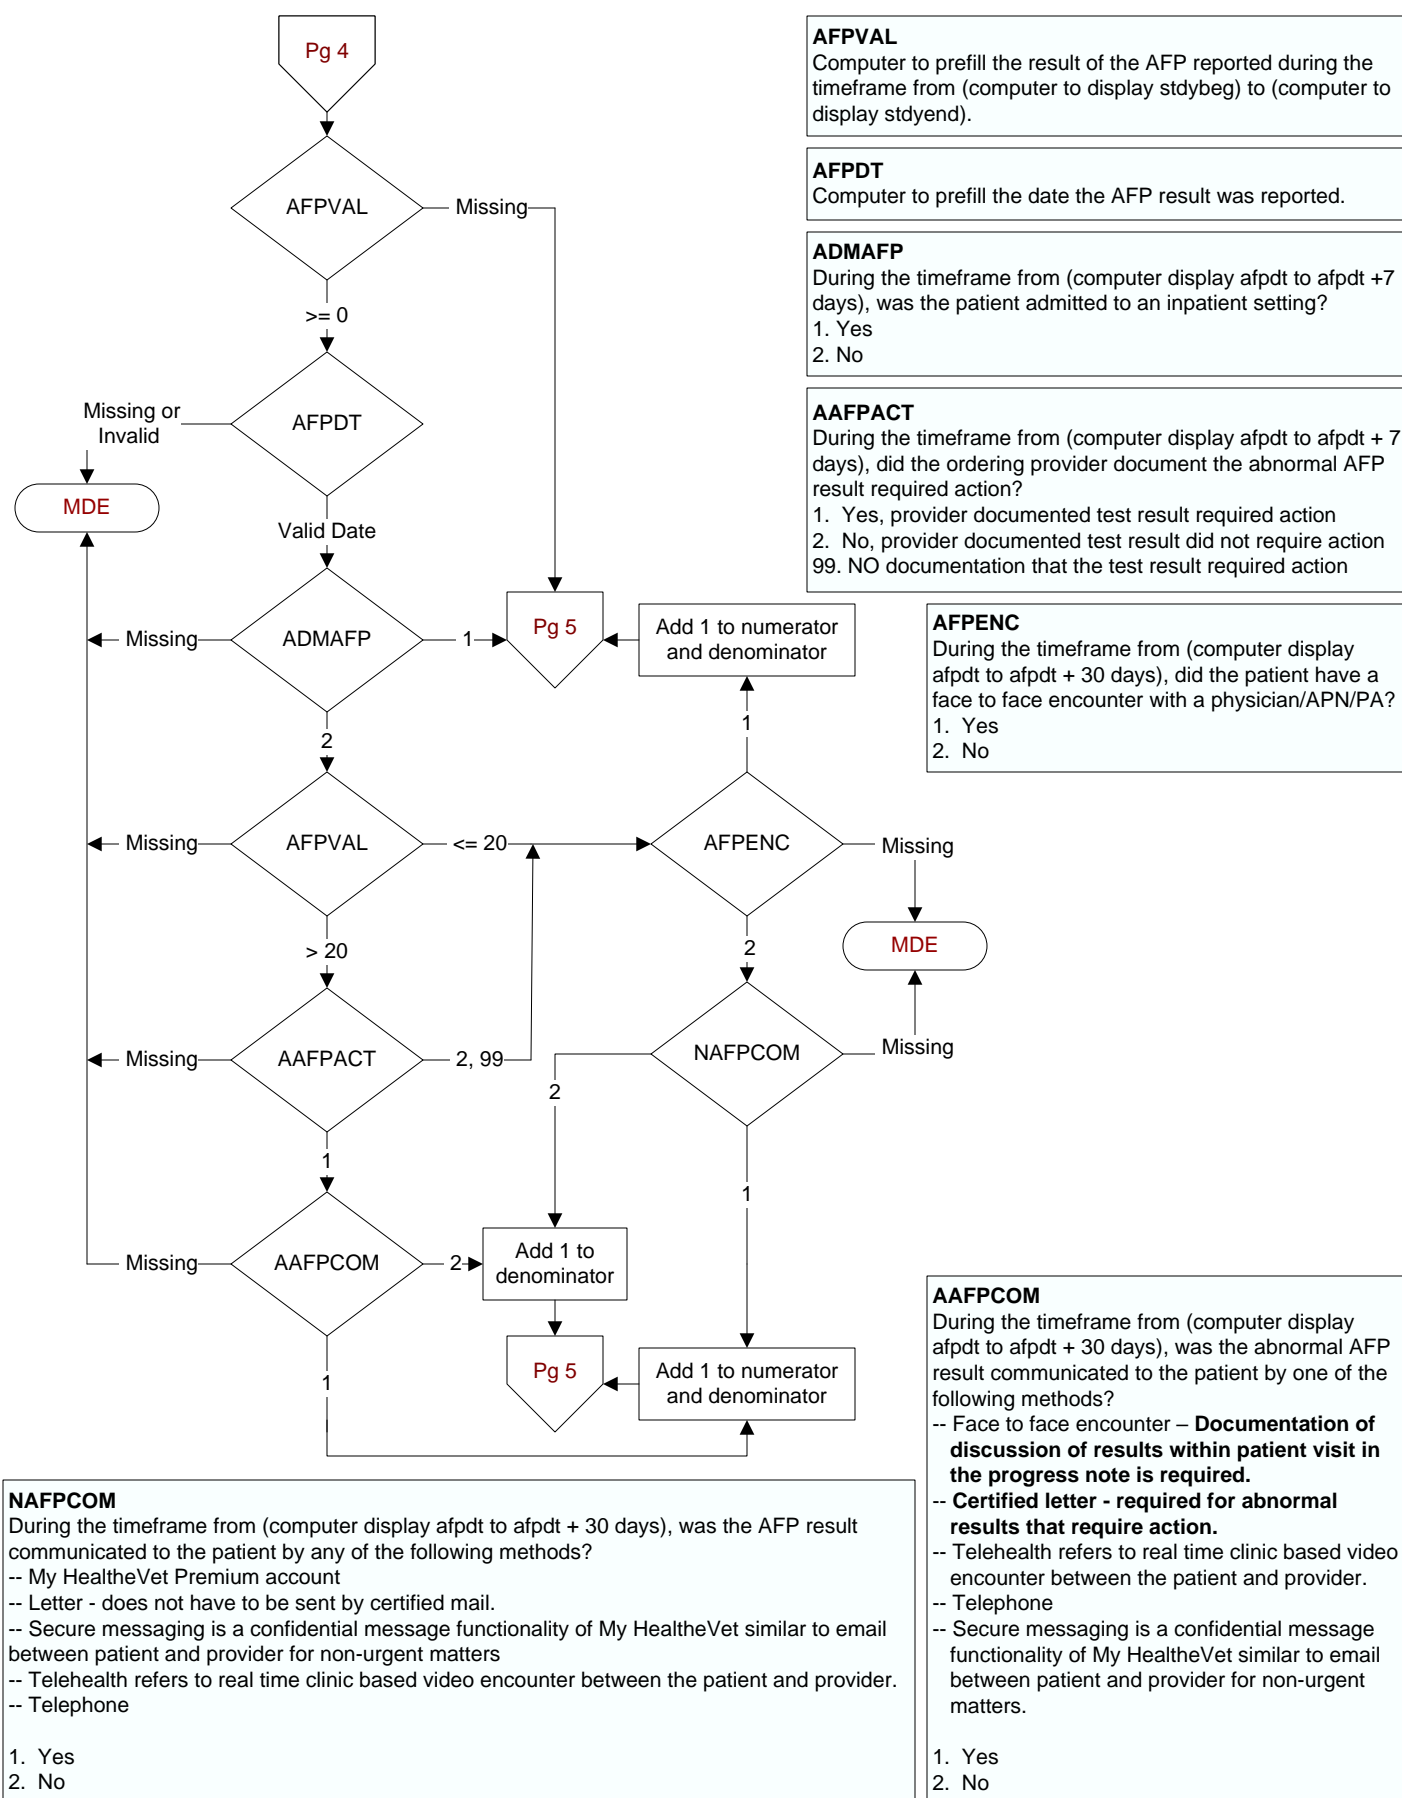 Pg 4
AFPVAL
Computer to prefill the result of the AFP reported during the
timeframe from (computer to display stdybeg) to (computer to
display stdyend).
AFPDT
Computer to prefill the date the AFP result was reported.
ADMAFP
During the timeframe from (computer display afpdt to afpdt +7
days), was the patient admitted to an inpatient setting?
1. Yes
2. No
AAFPACT
During the timeframe from (computer display afpdt to afpdt + 7
days), did the ordering provider document the abnormal AFP
result required action?
1. Yes, provider documented test result required action
2. No, provider documented test result did not require action
99. NO documentation that the test result required action
AFPENC
During the timeframe from (computer display
afpdt to afpdt + 30 days), did the patient have a
face to face encounter with a physician/APN/PA?
1. Yes
2. No
AFPVAL
Missing
>= 0
AFPDT
Missing or
Invalid
MDE
Valid Date
ADMAFP
Missing
1
Pg 5
Add 1 to numerator
and denominator
2
1
AFPVAL
Missing
<= 20
AFPENC
Missing
> 20
2
MDE
AAFPACT
Missing
2, 99
NAFPCOM
Missing
2
1
1
AAFPCOM
Missing
2
Add 1 to
denominator
1
Pg 5
Add 1 to numerator
and denominator
AAFPCOM
During the timeframe from (computer display
afpdt to afpdt + 30 days), was the abnormal AFP
result communicated to the patient by one of the
following methods?
-- Face to face encounter – Documentation of
discussion of results within patient visit in
the progress note is required.
-- Certified letter - required for abnormal
results that require action.
-- Telehealth refers to real time clinic based video
encounter between the patient and provider.
-- Telephone
-- Secure messaging is a confidential message
functionality of My HealtheVet similar to email
between patient and provider for non-urgent
matters.
1. Yes
2. No
NAFPCOM
During the timeframe from (computer display afpdt to afpdt + 30 days), was the AFP result
communicated to the patient by any of the following methods?
-- My HealtheVet Premium account
-- Letter - does not have to be sent by certified mail.
-- Secure messaging is a confidential message functionality of My HealtheVet similar to email
between patient and provider for non-urgent matters
-- Telehealth refers to real time clinic based video encounter between the patient and provider.
-- Telephone
1. Yes
2. No